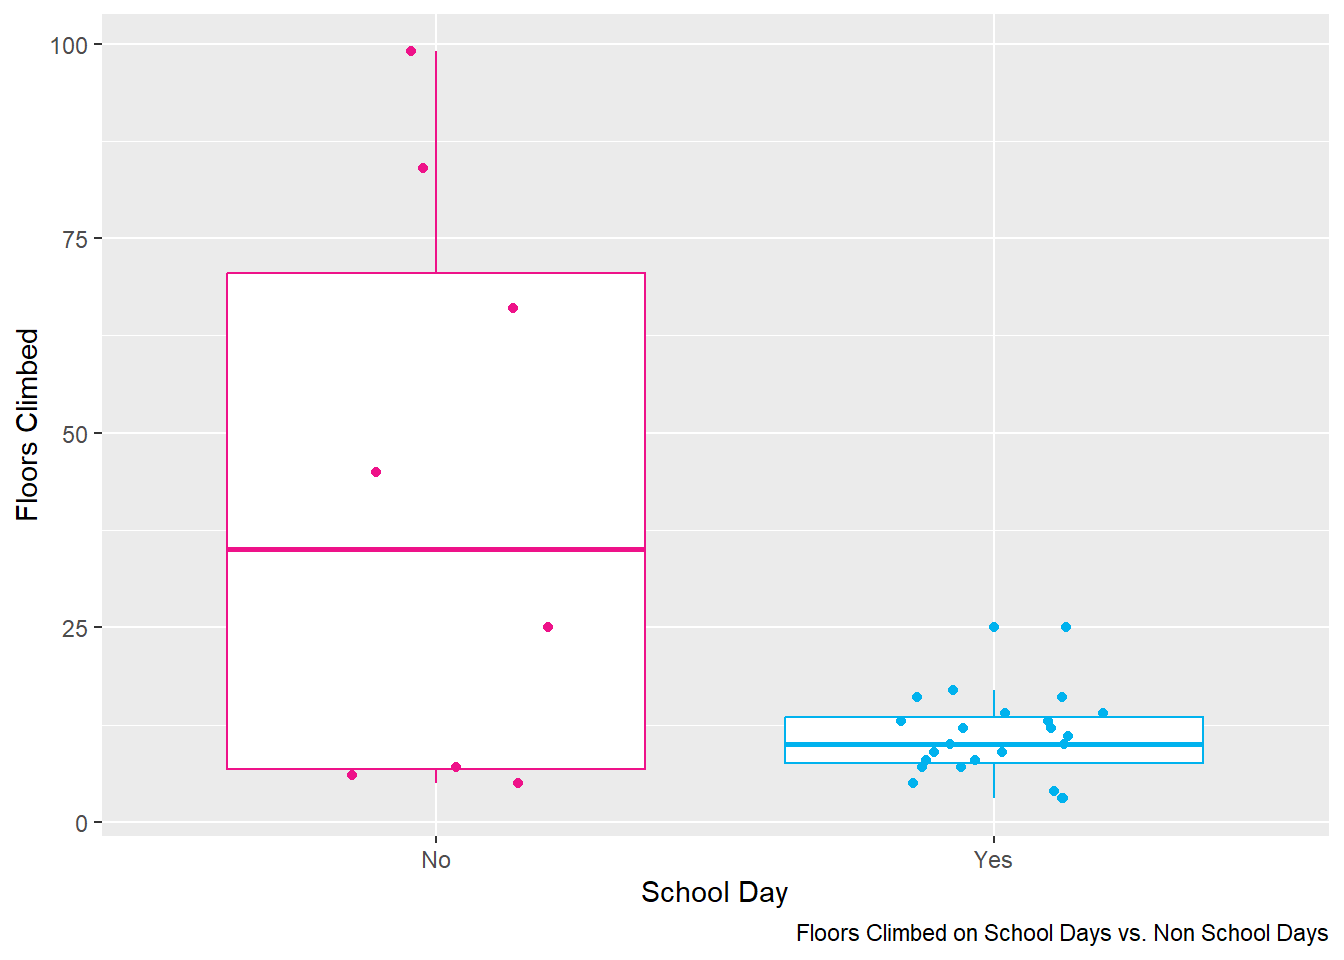 100
75
50
25
0
Floors Climbed
No
Yes
School Day
Floors Climbed on School Days vs. Non School Days